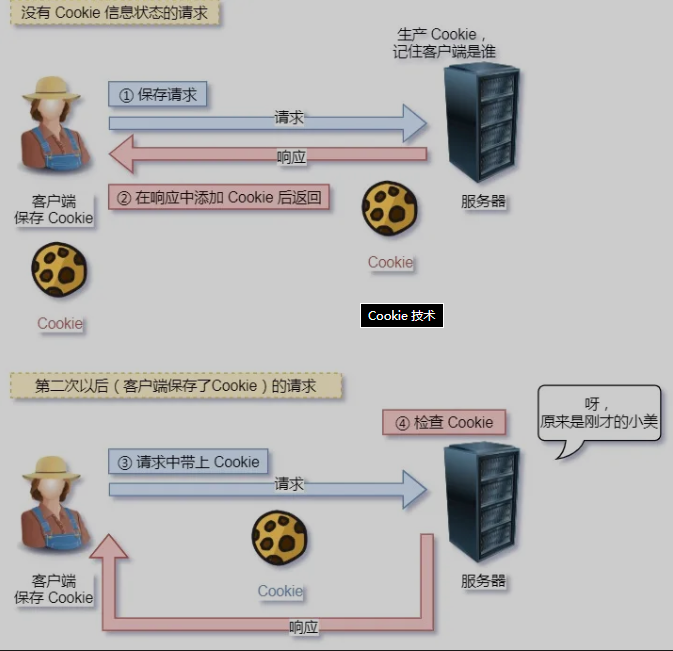 没有 Cookie 信息状态的请求
生产 Cookie，
记住客户端是谁
① 保存请求
请求
响应
② 在响应中添加 Cookie 后返回
客户端
保存 Cookie
服务器
Cookie
Cookie
Cookie 技术
第二次以后（客户端保存了Cookie）的请求
④ 检查 Cookie
呀，
原来是刚才的小美
③ 请求中带上 Cookie
请求
客户端
保存 Cookie
Cookie
服务器
响应